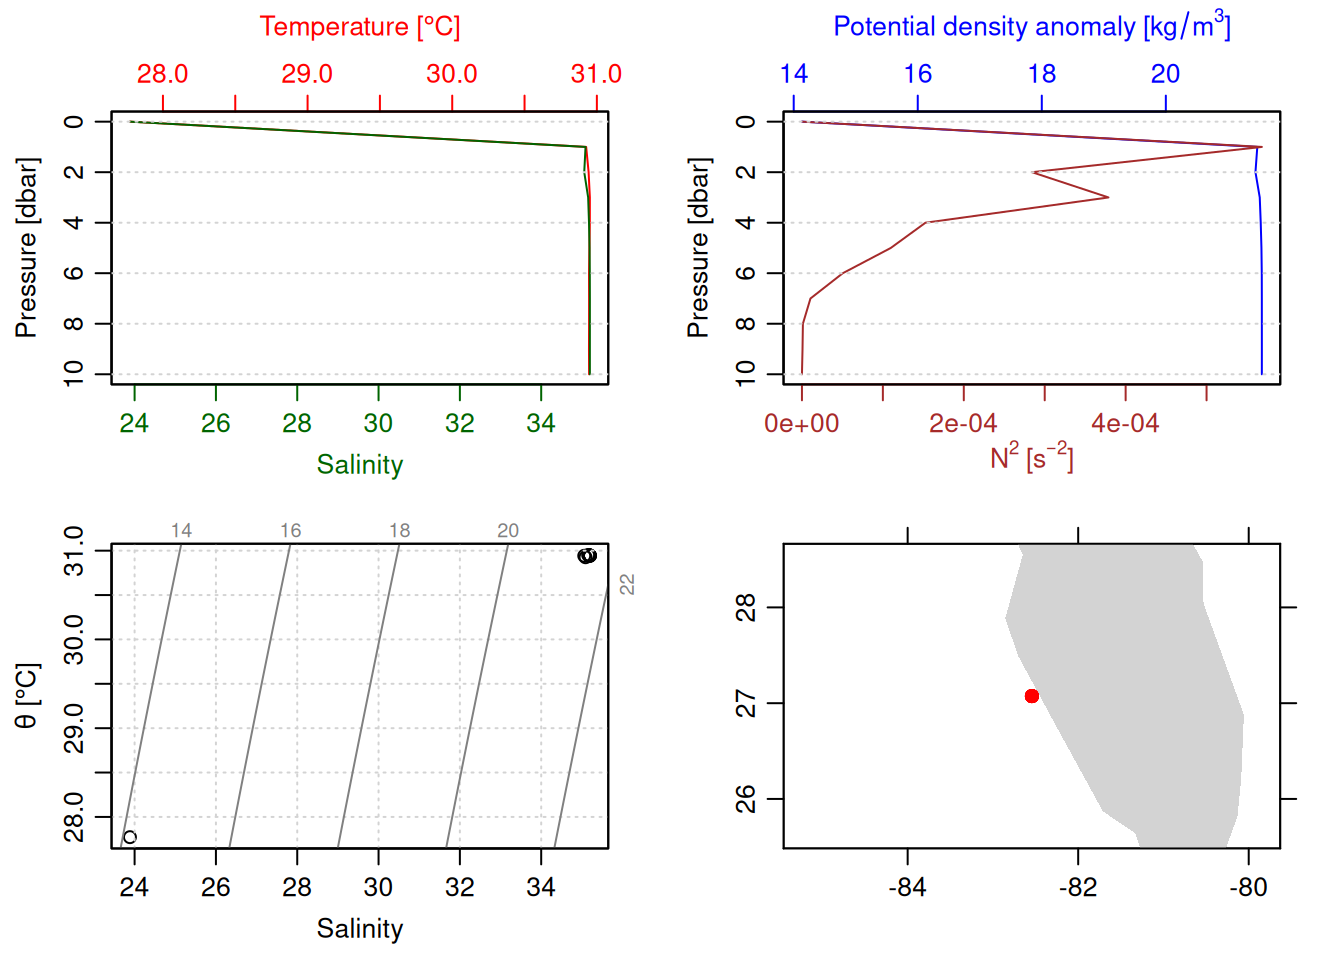 Temperature [°C]
28.0 29.0 30.0 31.0
Pressure [dbar]
0
2
4
6
8
10
24 26 28 30 32 34
Salinity
Potential density anomaly [kg/m³]
14 16 18 20
Pressure [dbar]
0
2
4
6
8
10
0e+00 2e-04 4e-04
N² [s⁻²]
14 16 18 20
22
θ [°C]
31.0
30.0
29.0
28.0
24 26 28 30 32 34
Salinity
28
27
26
-84 -82 -80